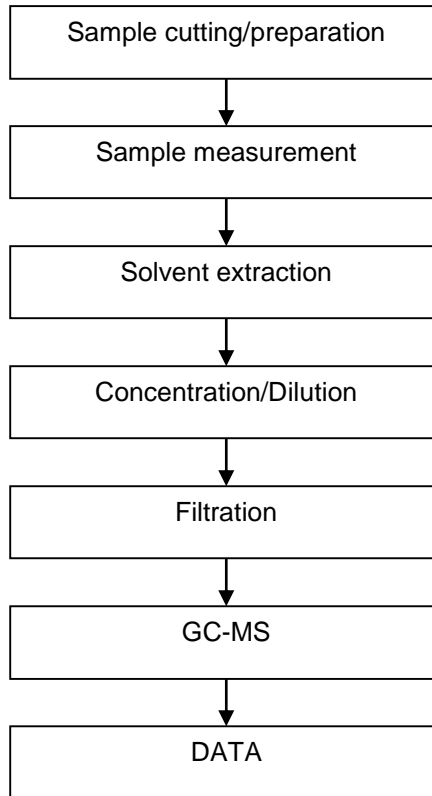 Sample cutting/preparation
Sample measurement
Solvent extraction
Concentration/Dilution
Filtration
GC-MS
DATA